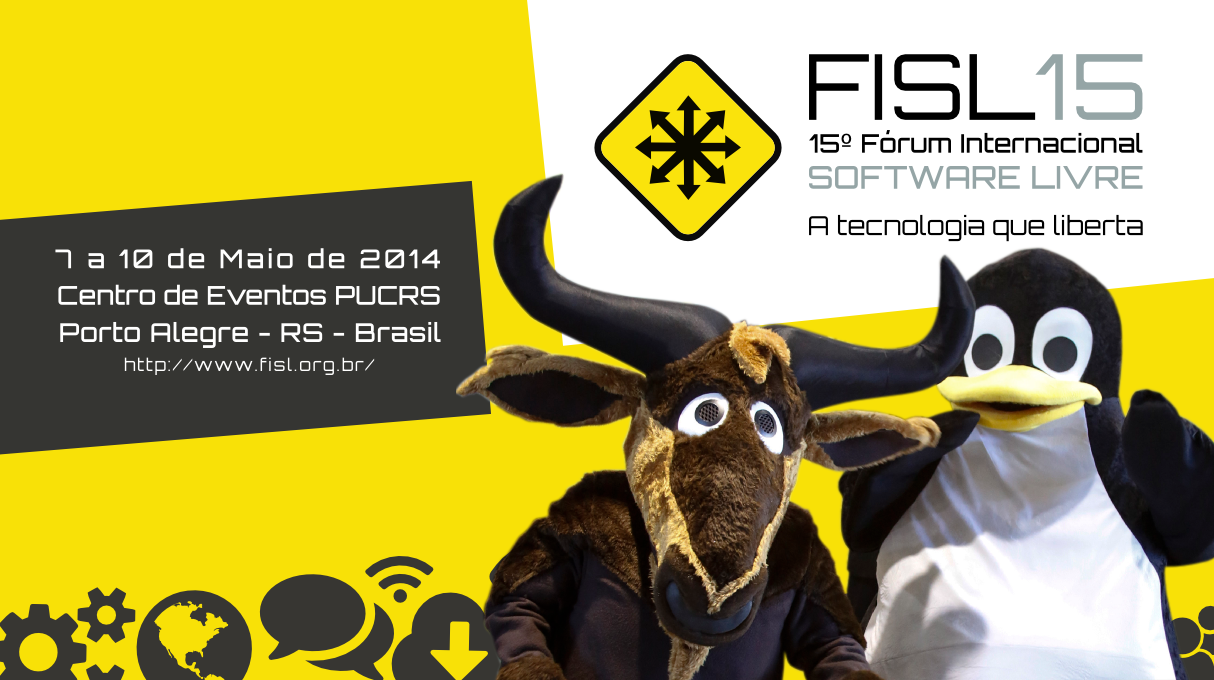 FISL15
15º Fórum Internacional
SOFTWARE LIVRE
A tecnologia que liberta
7 a 10 de Maio de 2014
Centro de Eventos PUCRS
Porto Alegre - RS - Brasil
http://www.fisl.org.br/